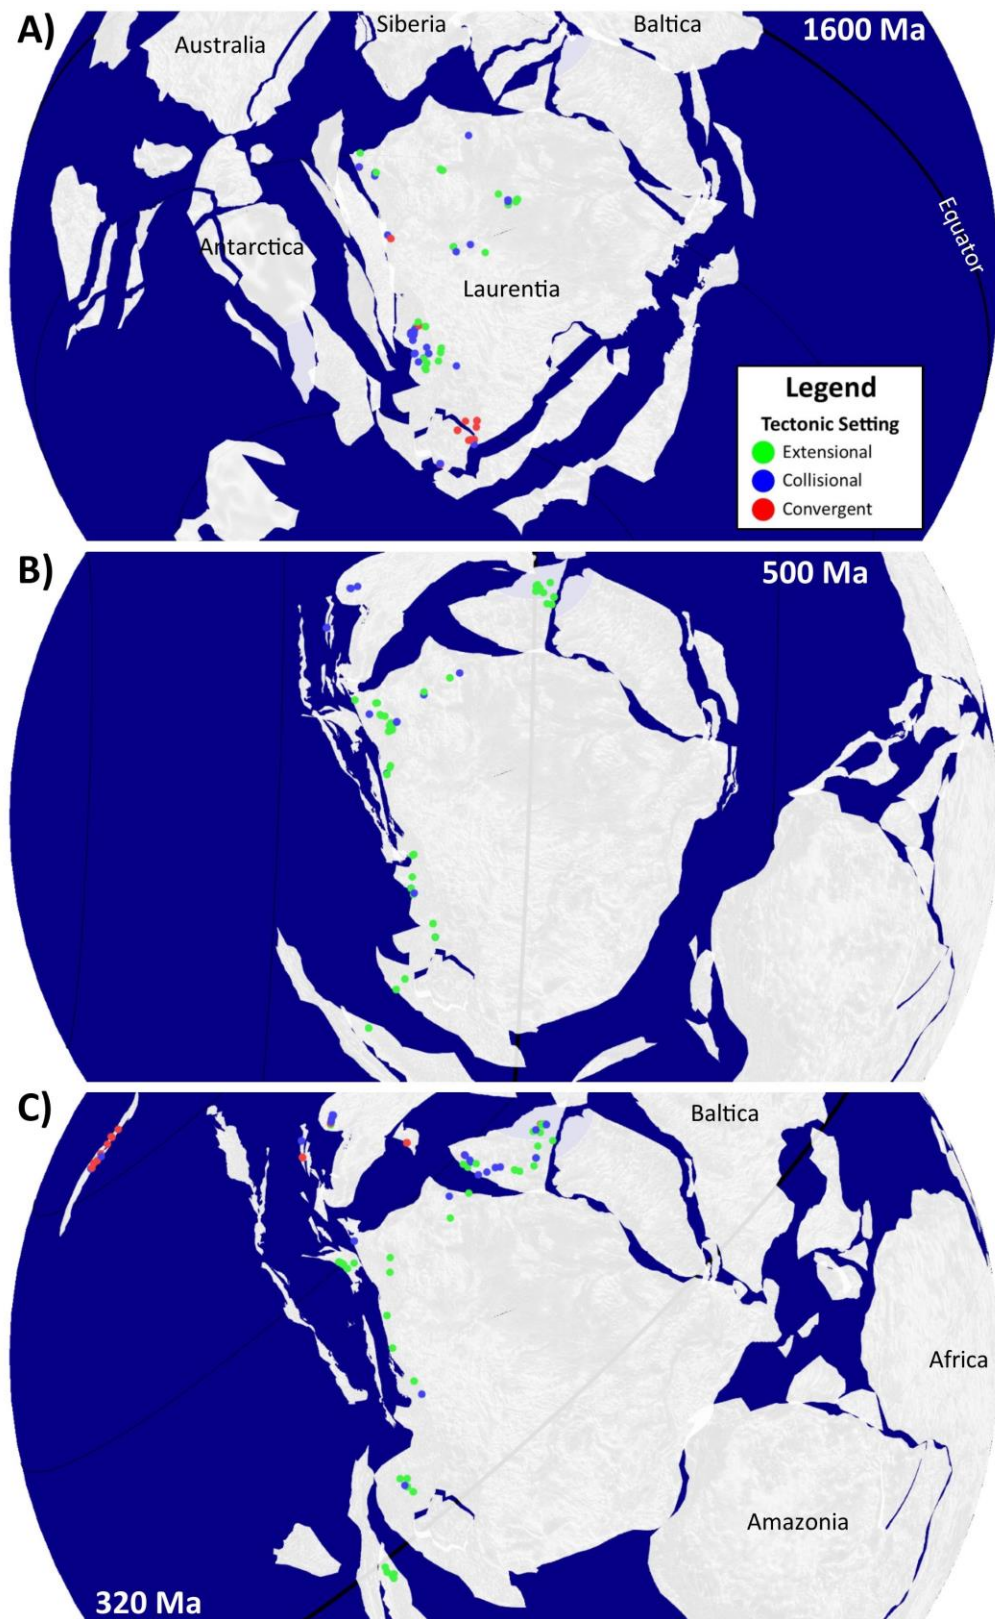 A)
Australia
Siberia
Baltica
1600 Ma
Antarctica
Equator
Laurentia
Legend
Tectonic Setting
Extensional
Collisional
Convergent
B)
500 Ma
C)
Baltica
Africa
Amazonia
320 Ma